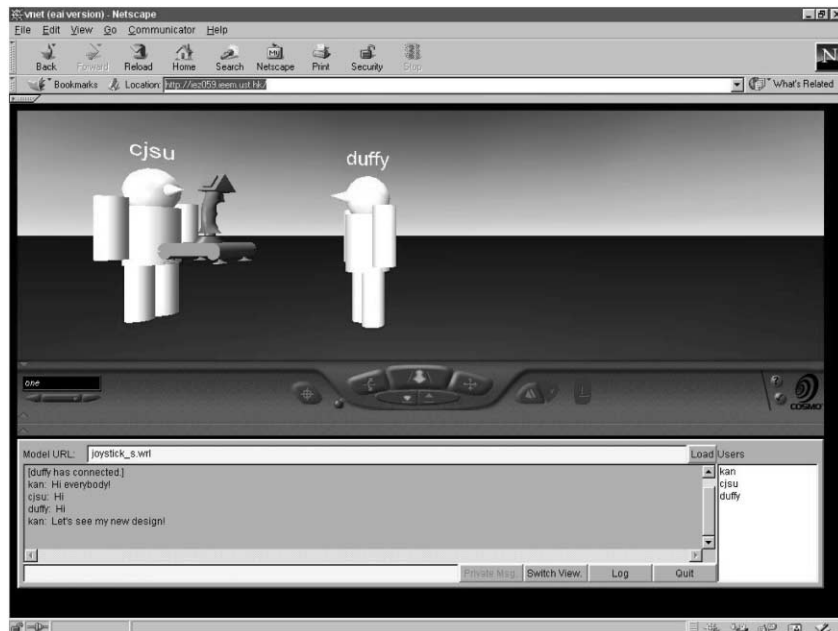 vnet (eai version) - Netscape
File Edit View Go Communicator Help
Back Forward Reload Home Search Netscape Print Security Stop
Bookmarks Location: http://iez059.ieem.ust.hk/ What's Related
cjsu
duffy
one
COSMO
Model URL: joystick_s.wrl Load Users
[duffy has connected.]
kan: Hi everybody!
cjsu: Hi
duffy: Hi
kan: Let's see my new design!
kan
cjsu
duffy
Private Msg. Switch View. Log Quit